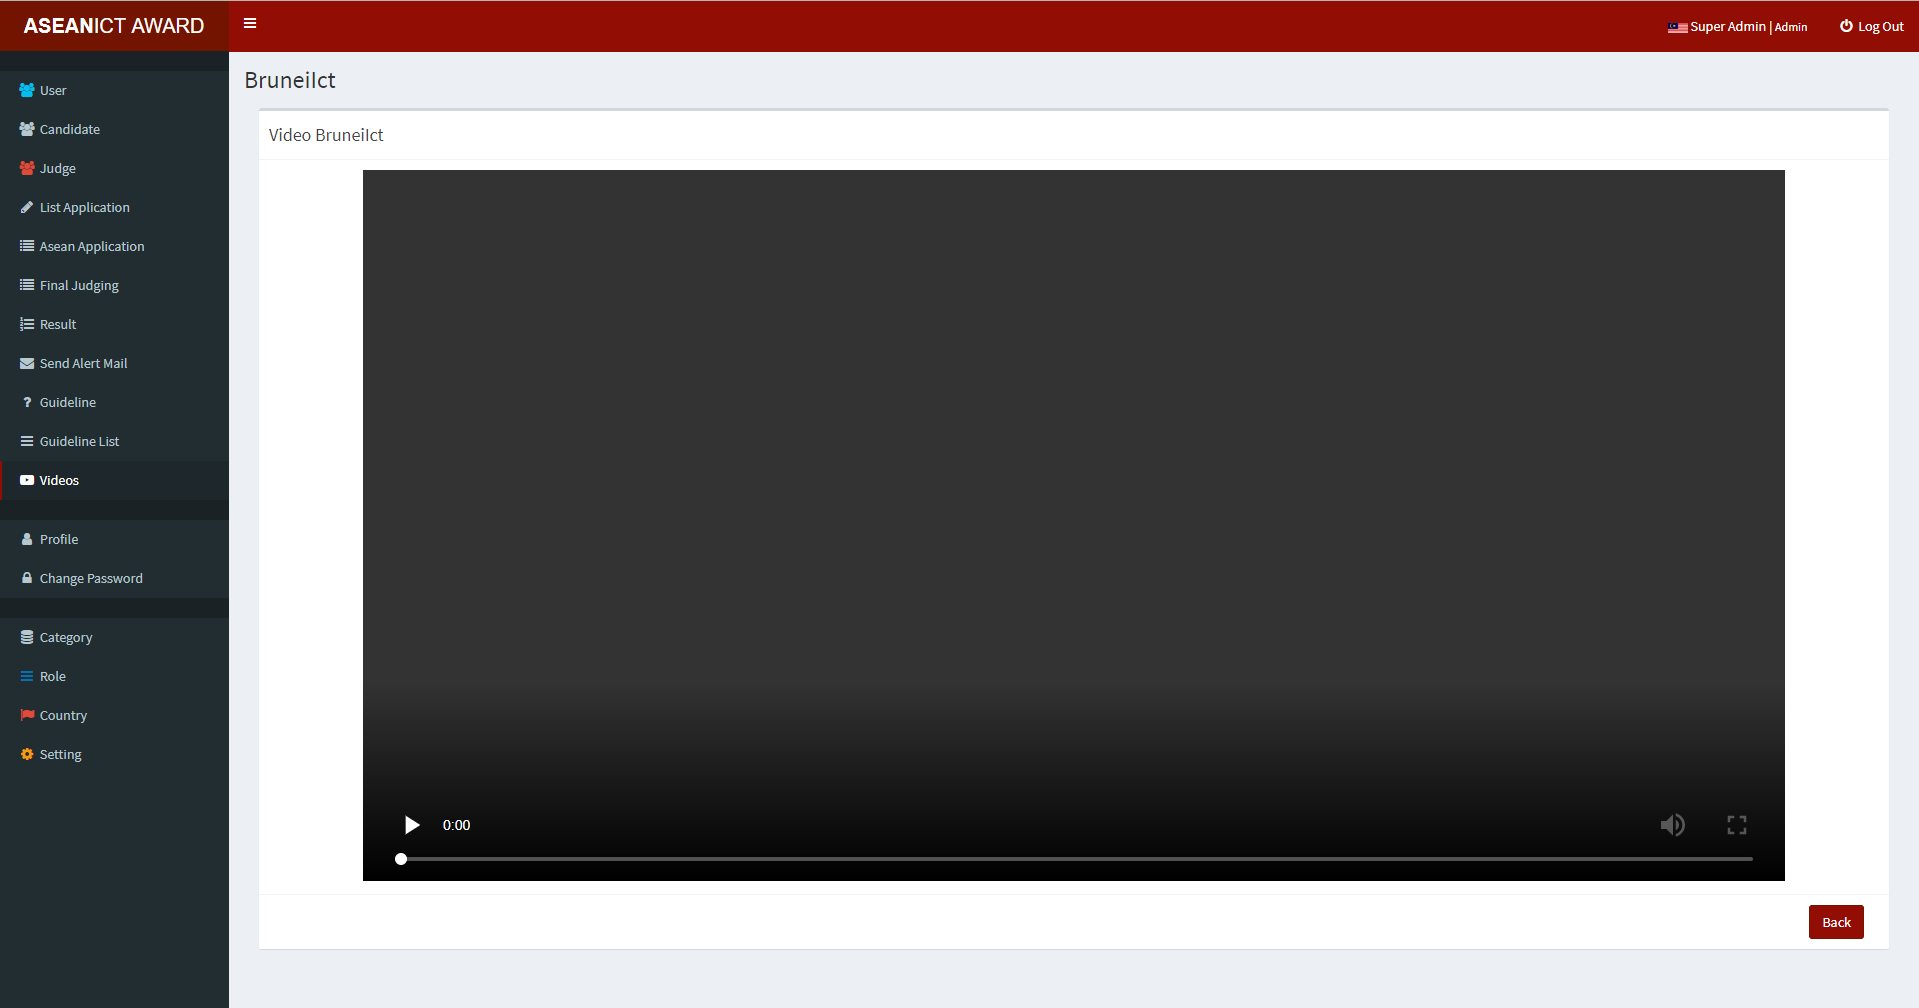 ASEANICT AWARD
Super Admin | Admin
Log Out
User
Candidate
Judge
List Application
Asean Application
Final Judging
Result
Send Alert Mail
? Guideline
Guideline List
Videos
Profile
Change Password
Category
Role
Country
Setting
BruneiIct
Video BruneiIct
0:00
Back